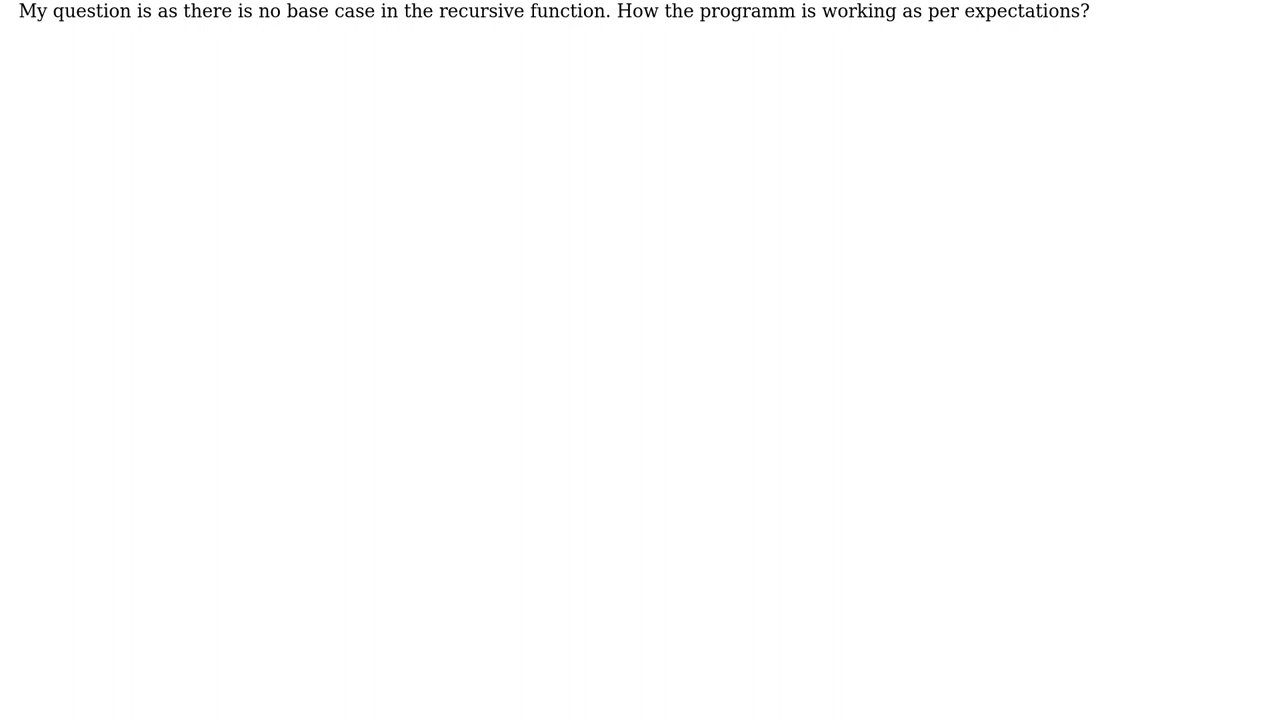 My question is as there is no base case in the recursive function. How the programm is working as per expectations?